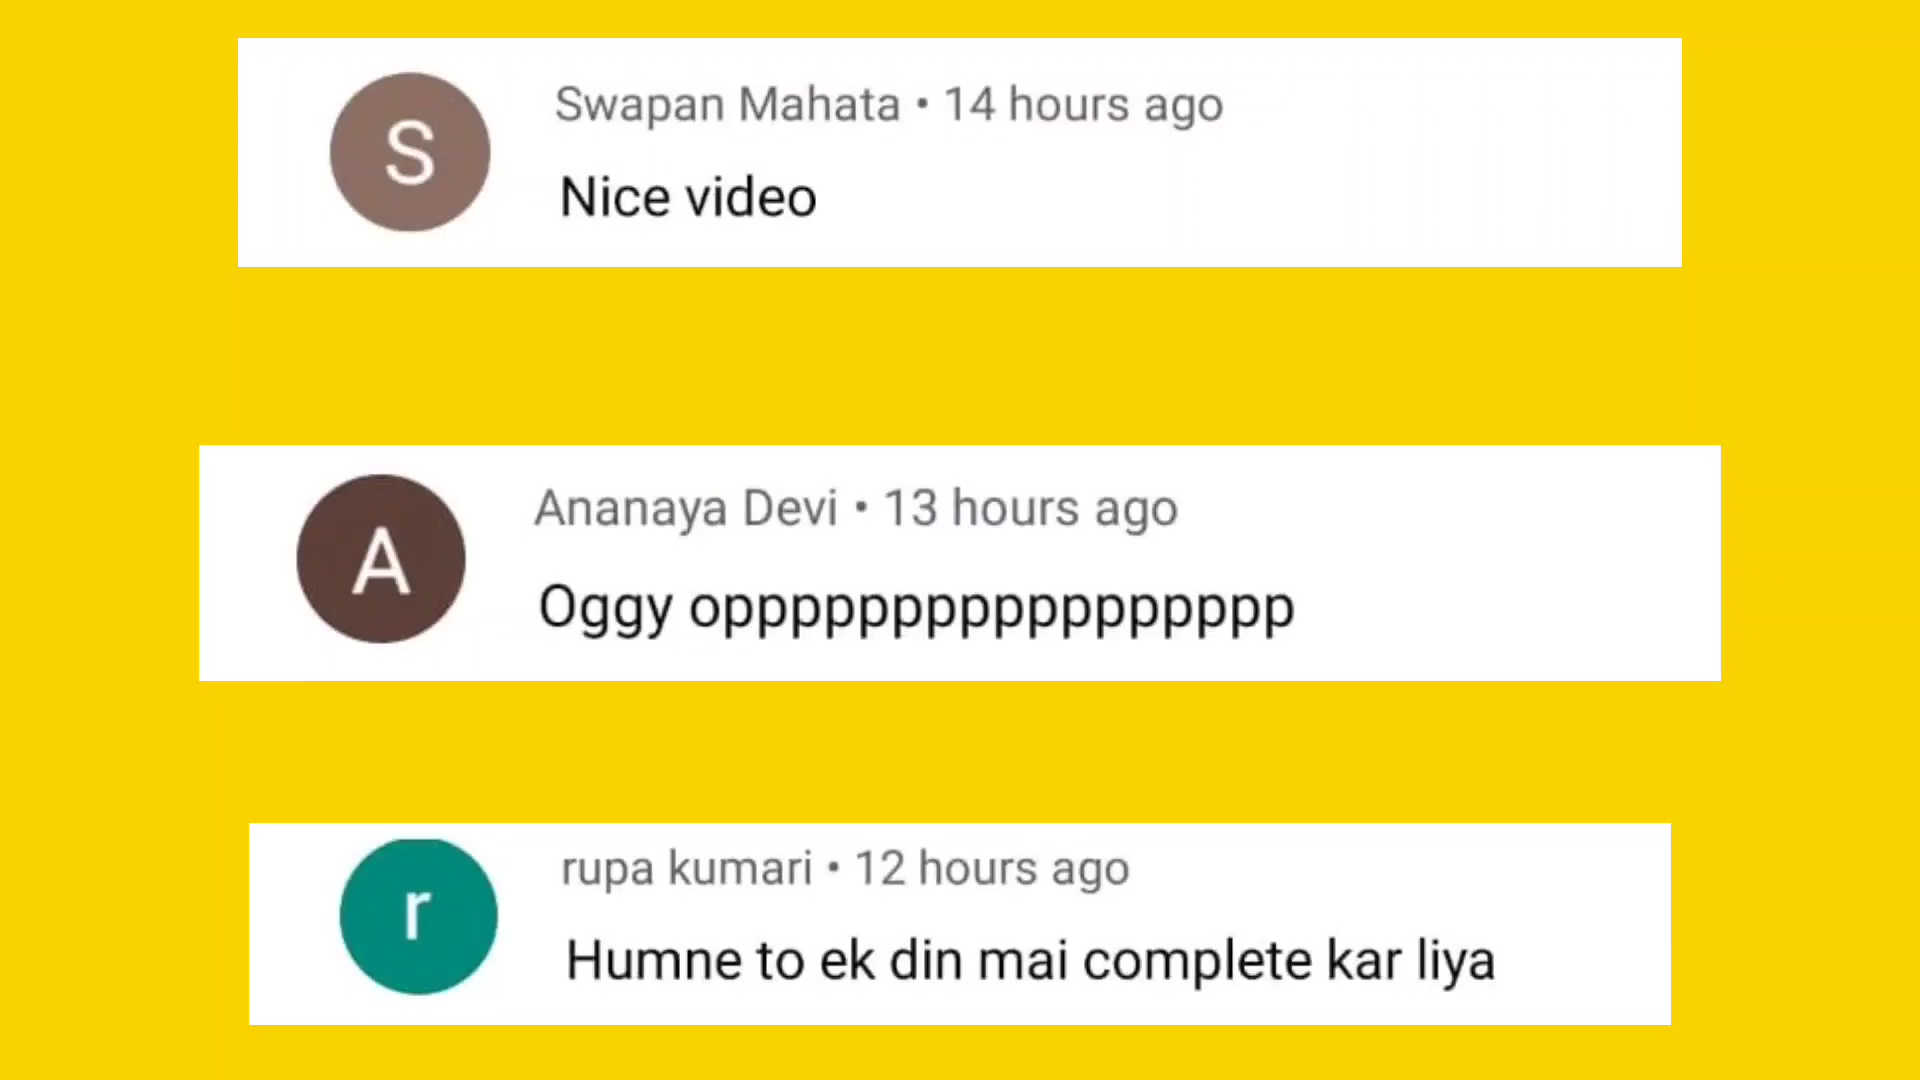 S
Swapan Mahata • 14 hours ago
Nice video
A
Ananaya Devi • 13 hours ago
Oggy opppppppppppppppppp
r
rupa kumari • 12 hours ago
Humne to ek din mai complete kar liya